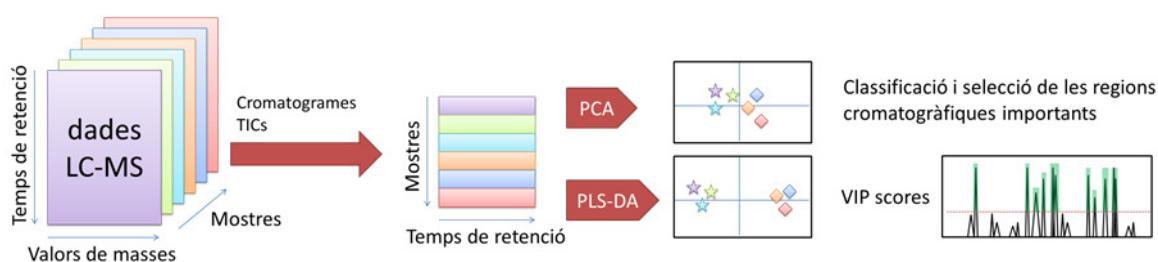 Temps de retenció
dades
LC-MS
Mostres
Valors de masses
Cromatogrames
TICs
Mostres
Temps de retenció
PCA
PLS-DA
Classificació i selecció de les regions
cromatogràfiques importants
VIP scores